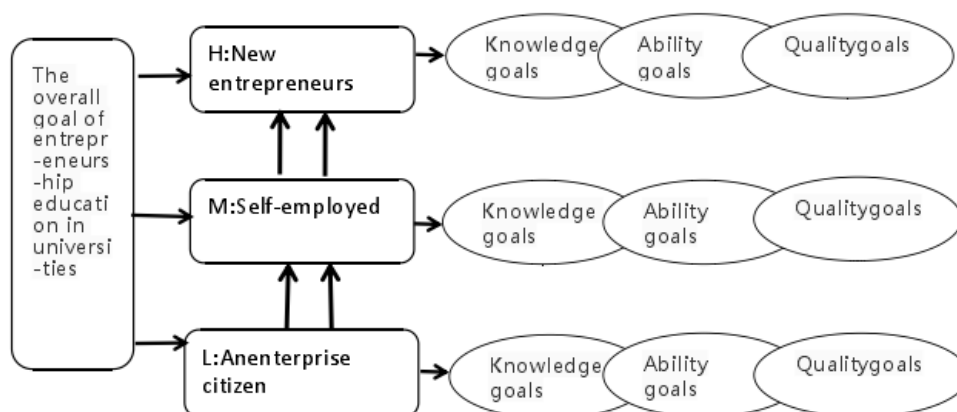 The
overall
goal of
entrepr
-eneurs
-hip
educati
on in
universi
-ties
H:New
entrepreneurs
Knowledge
goals
Ability
goals
Qualitygoals
M:Self-employed
Knowledge
goals
Ability
goals
Qualitygoals
L:Anenterprise
citizen
Knowledge
goals
Ability
goals
Qualitygoals